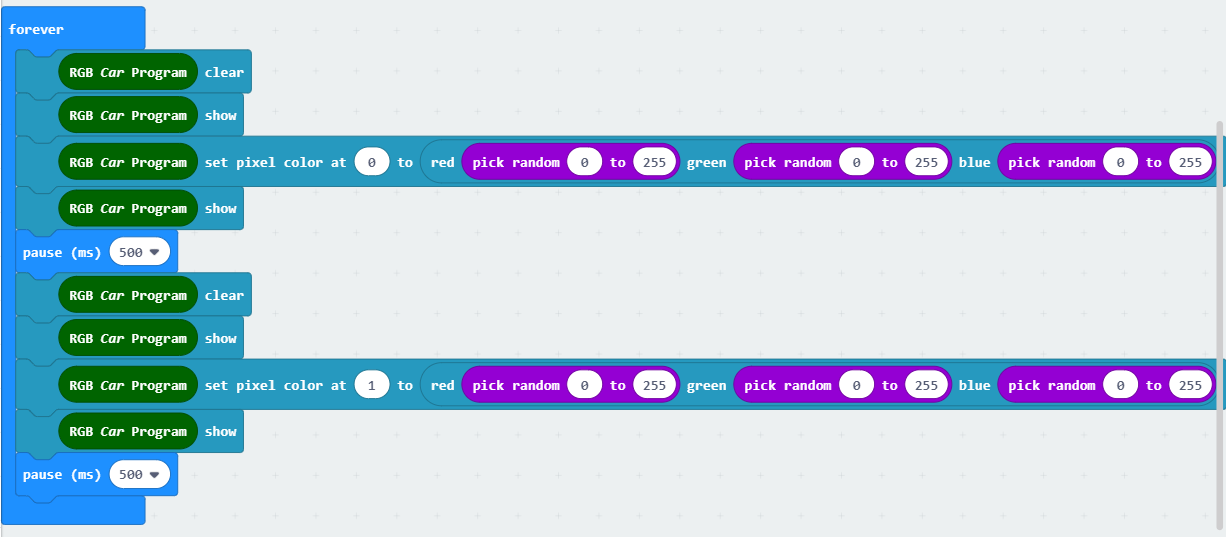 forever
RGB Car Program clear
RGB Car Program show
RGB Car Program set pixel color at 0 to red pick random 0 to 255 green pick random 0 to 255 blue pick random 0 to 255
RGB Car Program show
pause (ms) 500
RGB Car Program clear
RGB Car Program show
RGB Car Program set pixel color at 1 to red pick random 0 to 255 green pick random 0 to 255 blue pick random 0 to 255
RGB Car Program show
pause (ms) 500